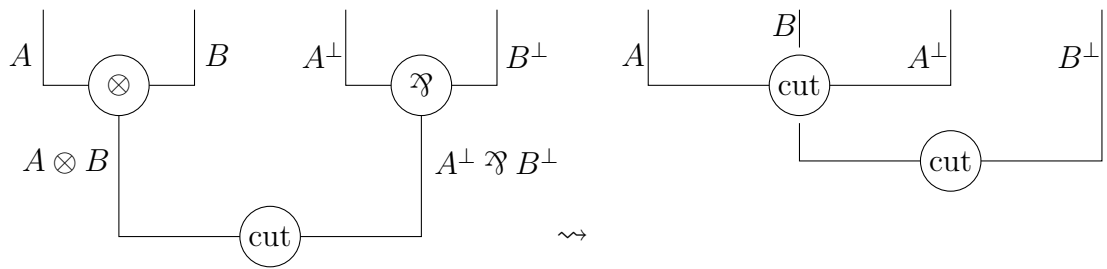 A ⊗ B A^⊥ ⅋ B^⊥
A ⊗ B A^⊥ ⅋ B^⊥
cut ⇝
B
A cut A^⊥ B^⊥
cut